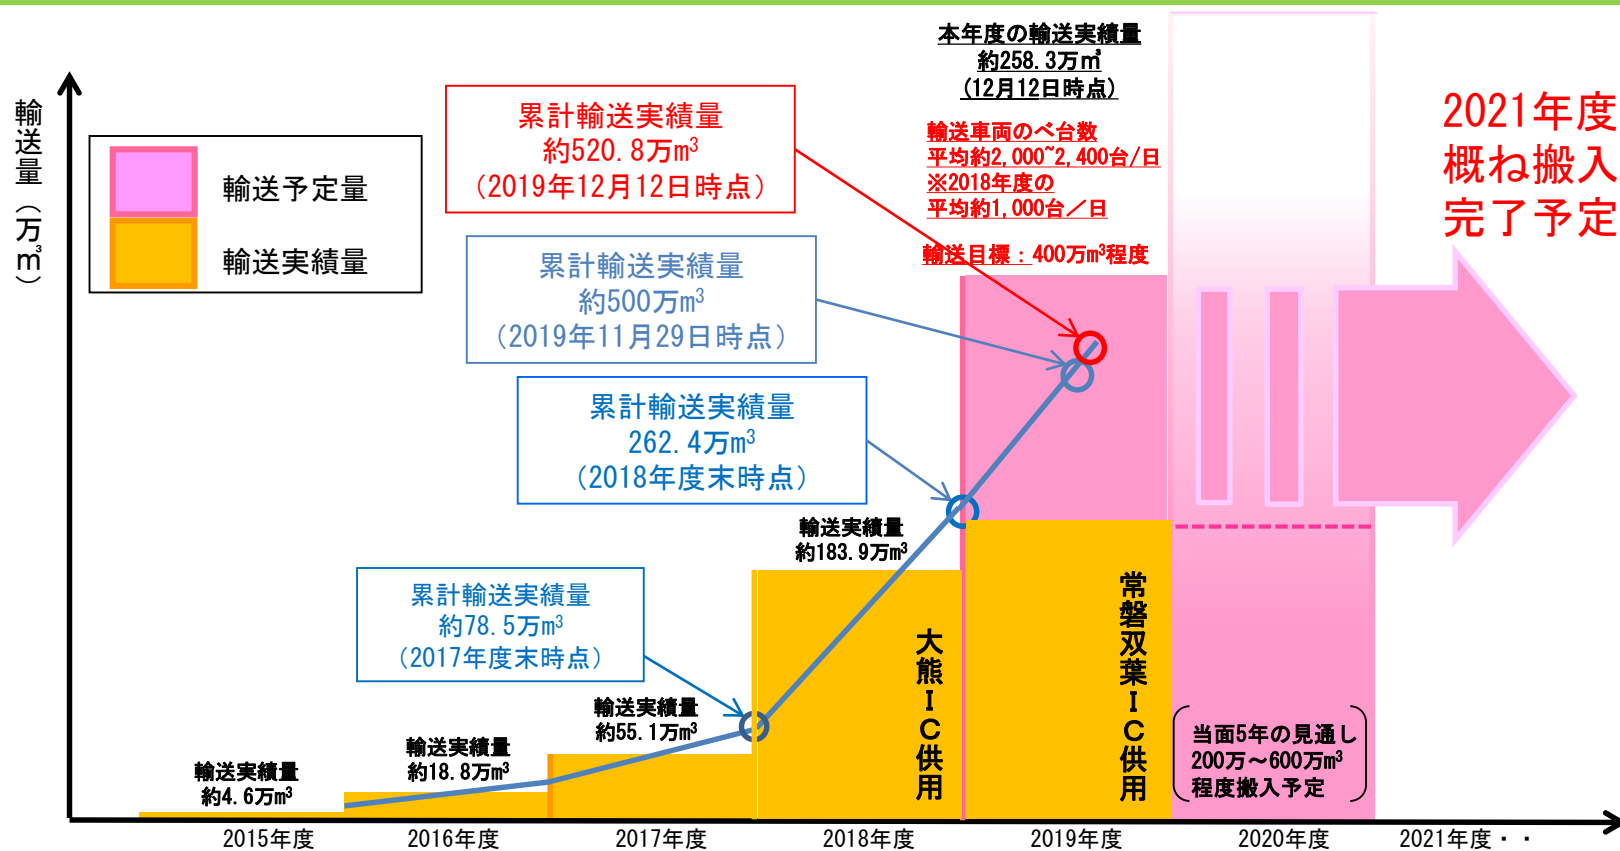 輸送量（万㎥）
輸送予定量
輸送実績量
累計輸送実績量
約520.8万m³
（2019年12月12日時点）
累計輸送実績量
約500万m³
（2019年11月29日時点）
累計輸送実績量
262.4万m³
（2018年度末時点）
累計輸送実績量
約78.5万m³
（2017年度末時点）
本年度の輸送実績量
約258.3万㎥
（12月12日時点）
輸送車両のべ台数
平均約2,000~2,400台/日
※2018年度の
平均約1,000台／日
輸送目標：400万m³程度
2021年度
概ね搬入
完了予定
輸送実績量
約4.6万m³
輸送実績量
約18.8万m³
輸送実績量
約55.1万m³
輸送実績量
約183.9万m³
大熊ＩＣ供用
常磐双葉ＩＣ供用
当面5年の見通し
200万～600万m³
程度搬入予定
2015年度
2016年度
2017年度
2018年度
2019年度
2020年度
2021年度・・